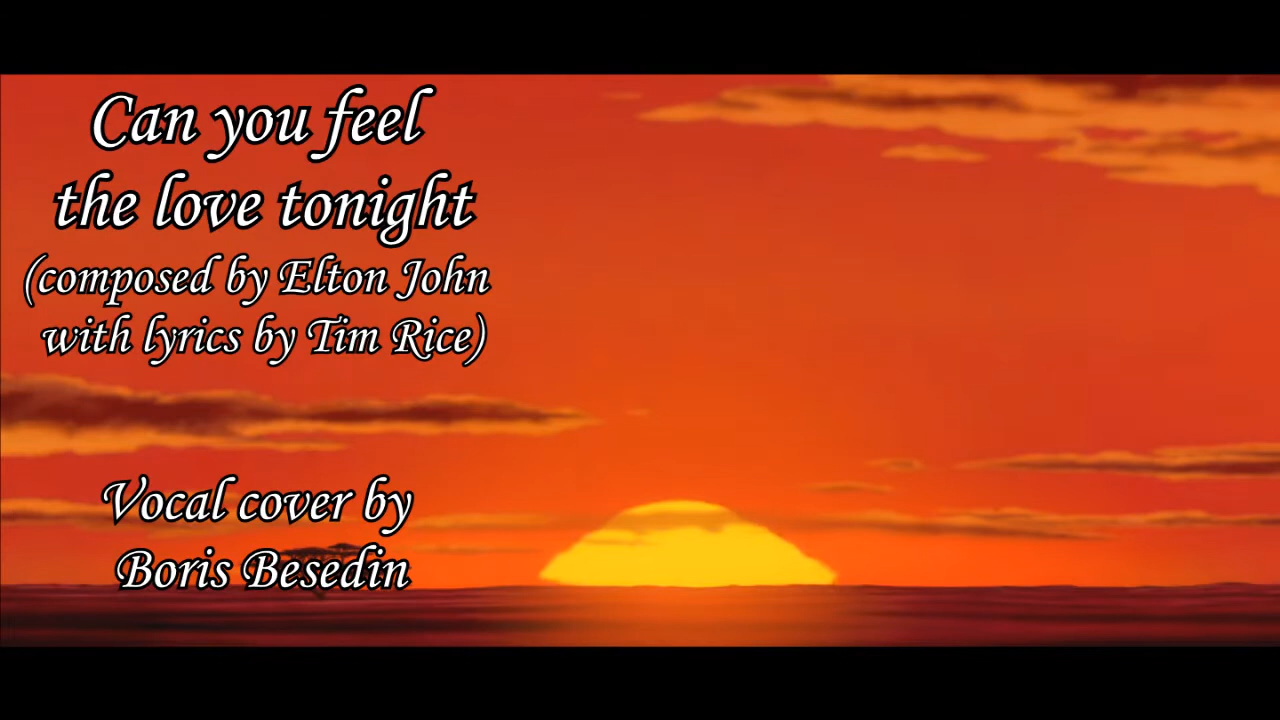 Can you feel
the love tonight
(composed by Elton John
with lyrics by Tim Rice)
Vocal cover by
Boris Besedin